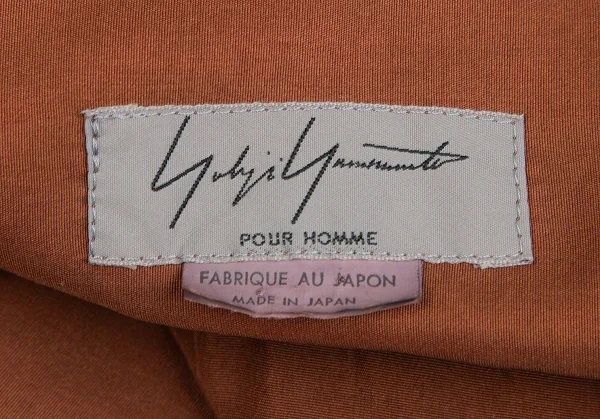 Yohji Yamamoto
POUR HOMME
FABRIQUE AU JAPON
MADE IN JAPAN